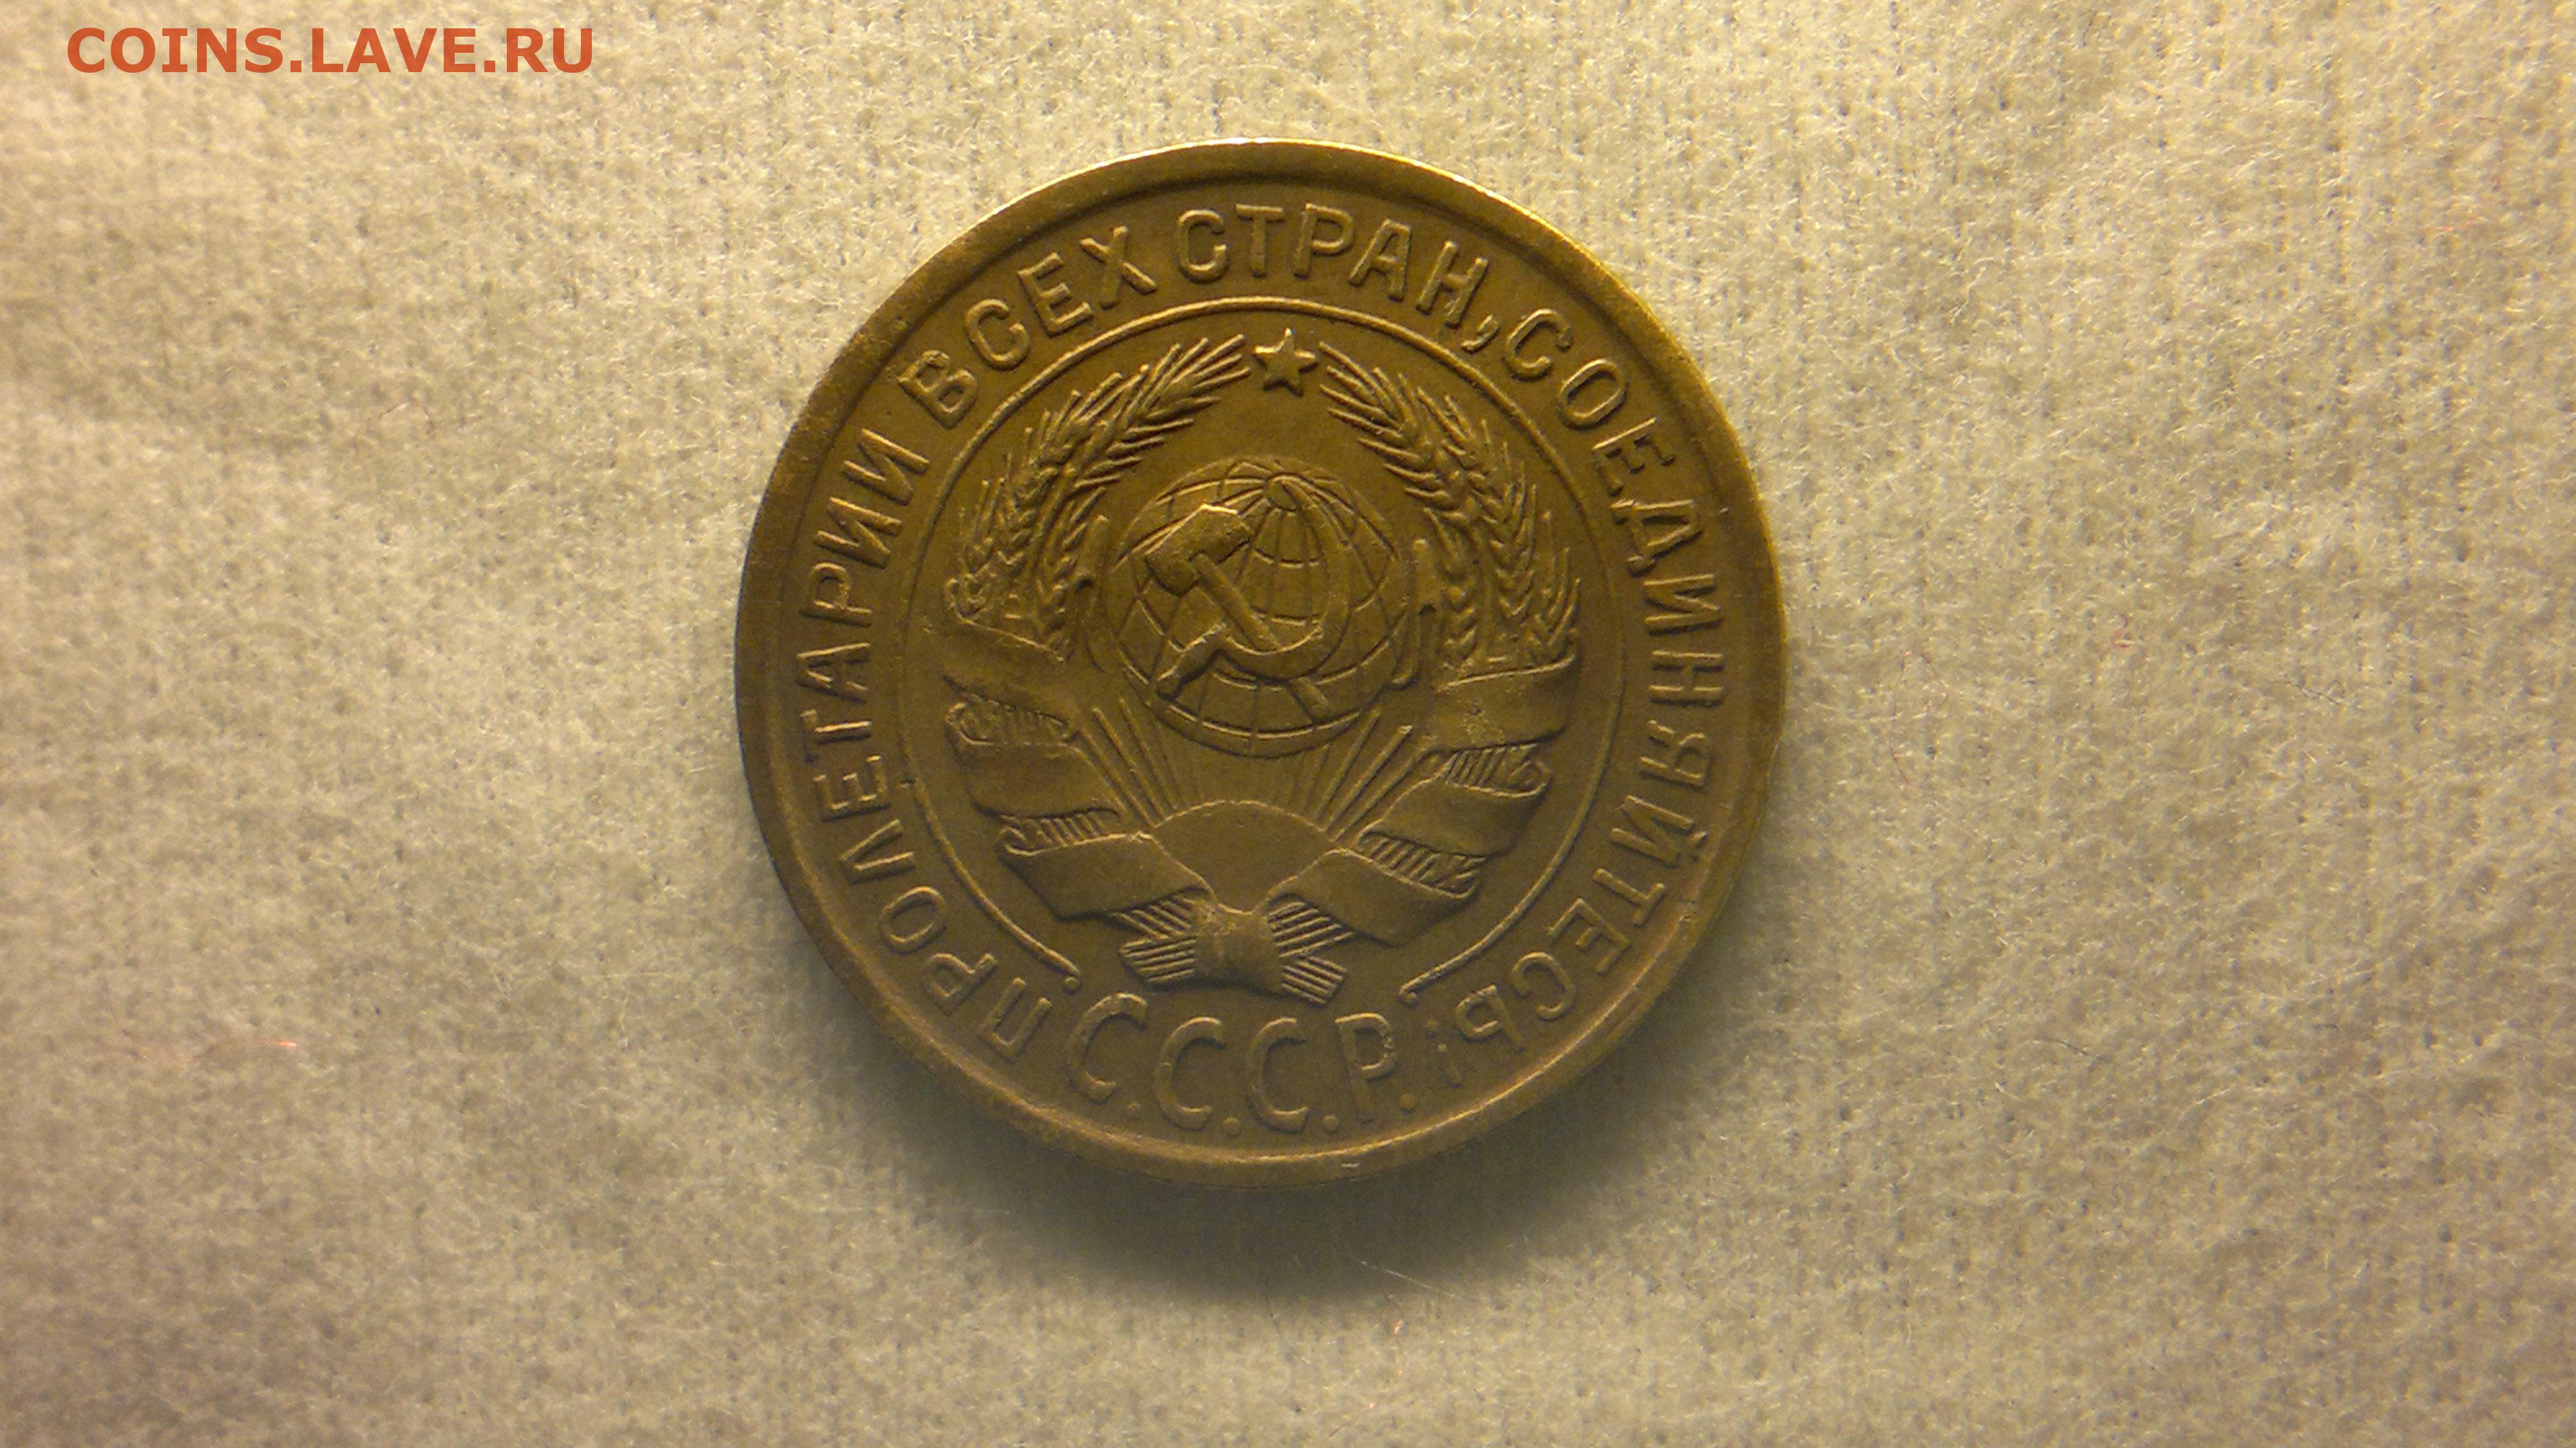 COINS.LAVE.RU
ПРОЛЕТАРИИ ВСЕХ СТРАН, СОЕДИНЯЙТЕСЬ!
С.С.С.Р.